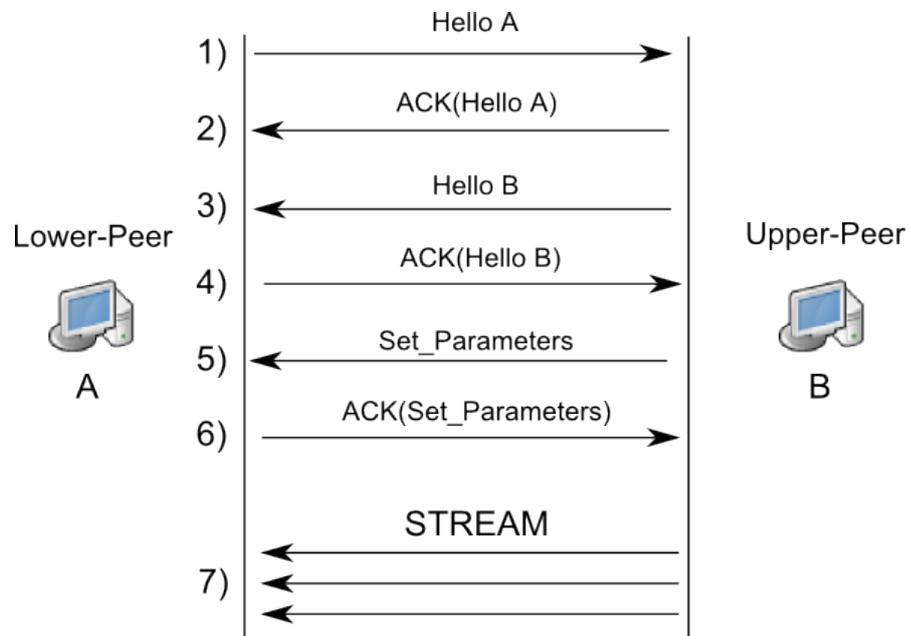 Hello A
1)
ACK(Hello A)
2)
Hello B
3)
Lower-Peer
Upper-Peer
ACK(Hello B)
4)
Set_Parameters
5)
A
B
ACK(Set_Parameters)
6)
STREAM
7)